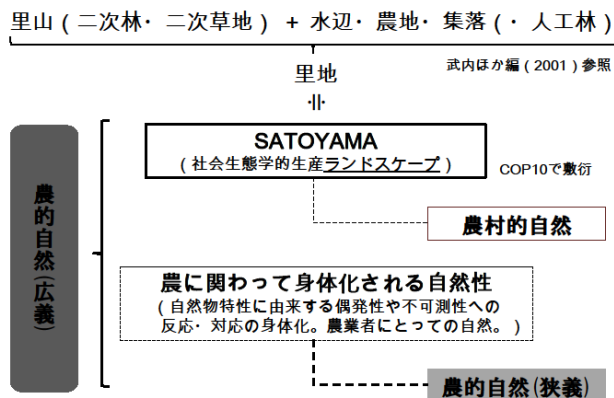 里山（二次林・二次草地）＋水辺・農地・集落（・人工林）
里地
武内ほか編（2001）参照
॥
SATOYAMA
（社会生態学的生産ランドスケープ）
COP10で敷衍
農村的自然
農的自然(広義)
農に関わって身体化される自然性
（自然物特性に由来する偶発性や不可測性への
反応・対応の身体化。農業者にとっての自然。）
農的自然(狭義)